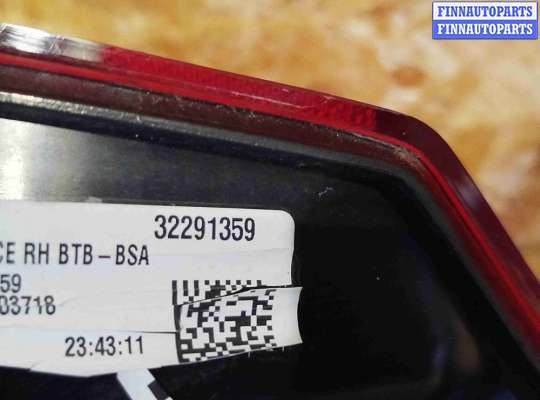 FINNAUTOPARTS
FINNAUTOPARTS
32291359
CE RH BTB-BSA
59
03718
23:43:11